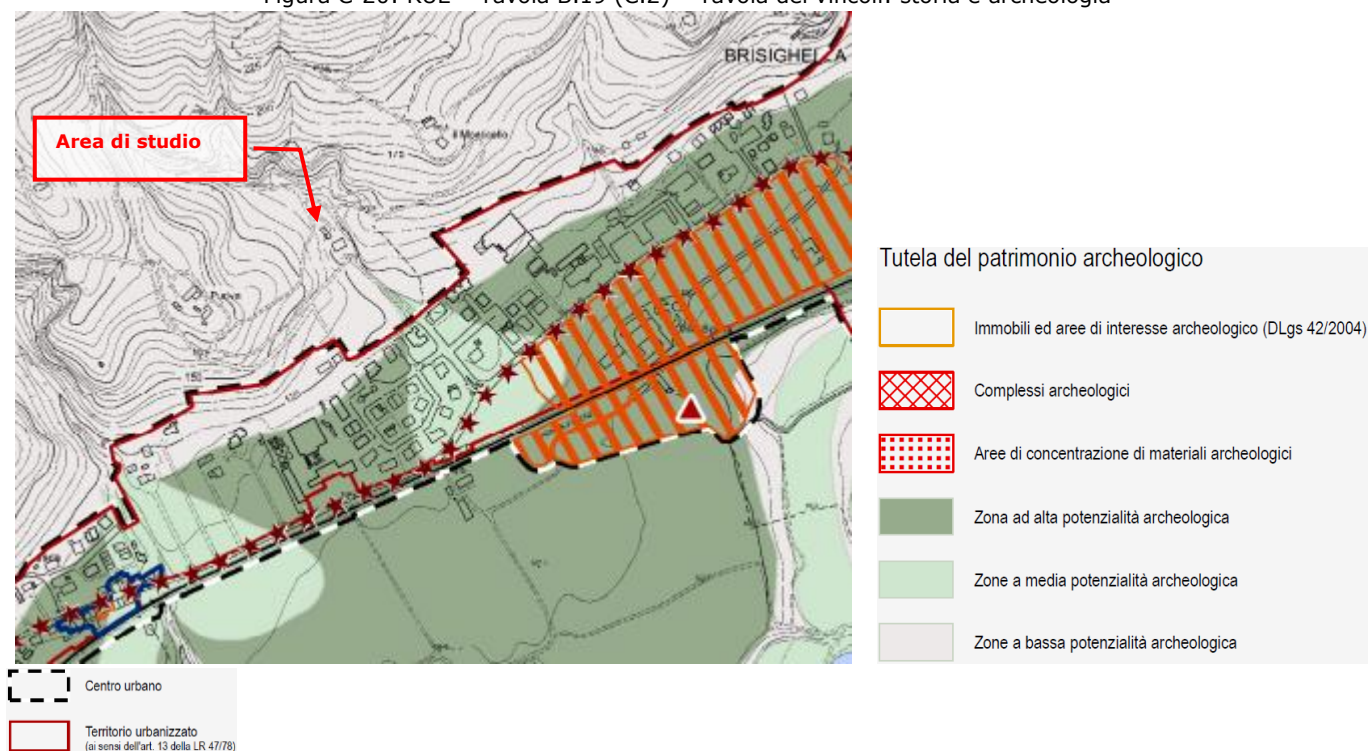 BRISIGHELLA
Il Monticello
175
Area di studio
150
Tutela del patrimonio archeologico
Immobili ed aree di interesse archeologico (DLgs 42/2004)
Complessi archeologici
Aree di concentrazione di materiali archeologici
Zona ad alta potenzialità archeologica
Zone a media potenzialità archeologica
Zone a bassa potenzialità archeologica
Centro urbano
Territorio urbanizzato
(ai sensi dell'art. 13 della LR 47/78)